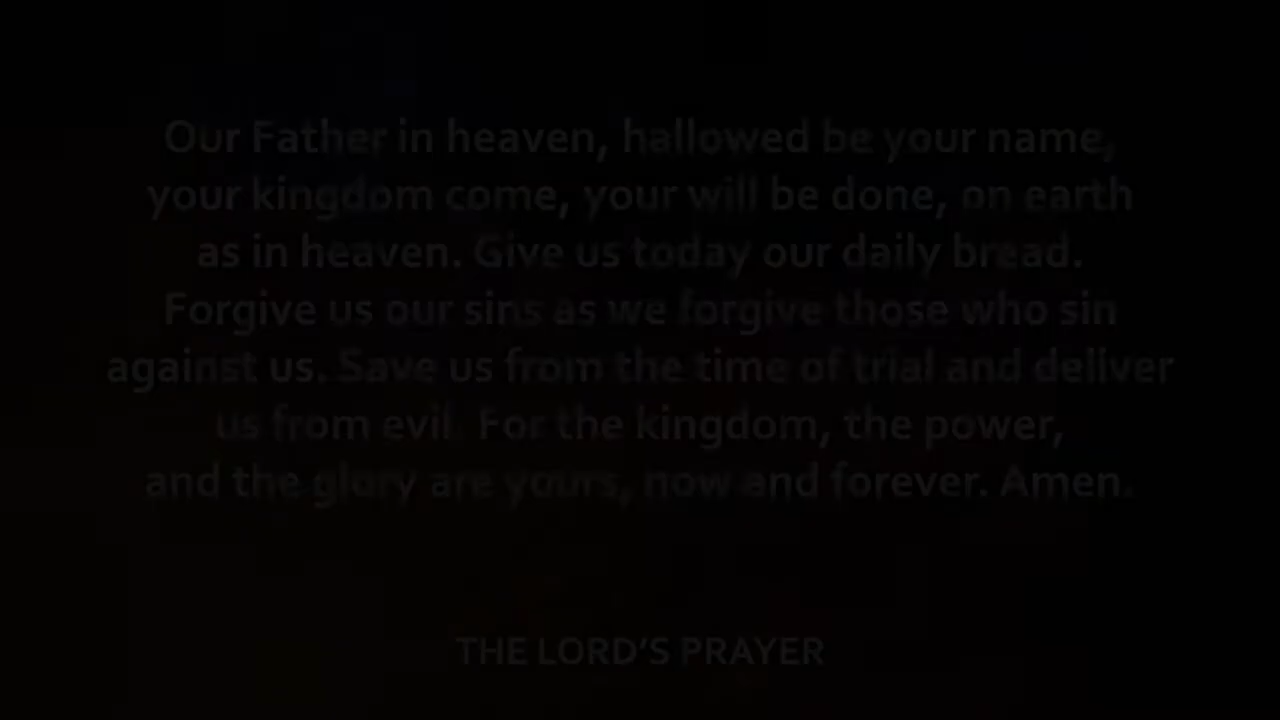 Our Father in heaven, hallowed be your name,
your kingdom come, your will be done, on earth
as in heaven. Give us today our daily bread.
Forgive us our sins as we forgive those who sin
against us. Save us from the time of trial and deliver
us from evil. For the kingdom, the power,
and the glory are yours, now and forever. Amen.
THE LORD’S PRAYER